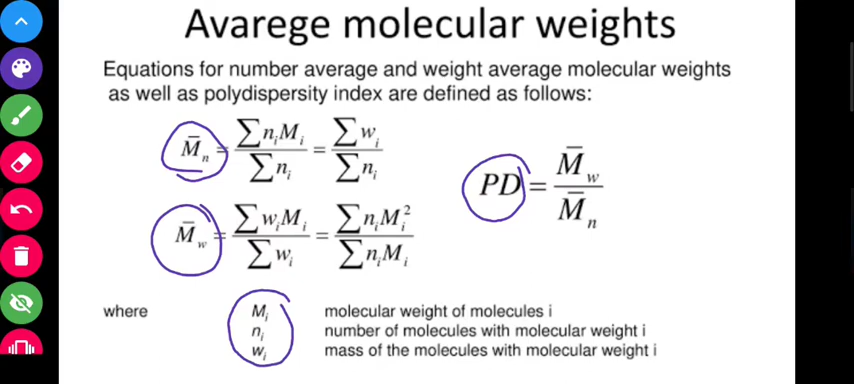 Avarege molecular weights
Equations for number average and weight average molecular weights
as well as polydispersity index are defined as follows:
M̄ₙ = ∑nᵢMᵢ / ∑nᵢ = ∑wᵢ / ∑nᵢ
M̄_w = ∑wᵢMᵢ / ∑wᵢ = ∑nᵢMᵢ² / ∑nᵢMᵢ
PD = M̄_w / M̄ₙ
where Mᵢ molecular weight of molecules i
nᵢ number of molecules with molecular weight i
wᵢ mass of the molecules with molecular weight i